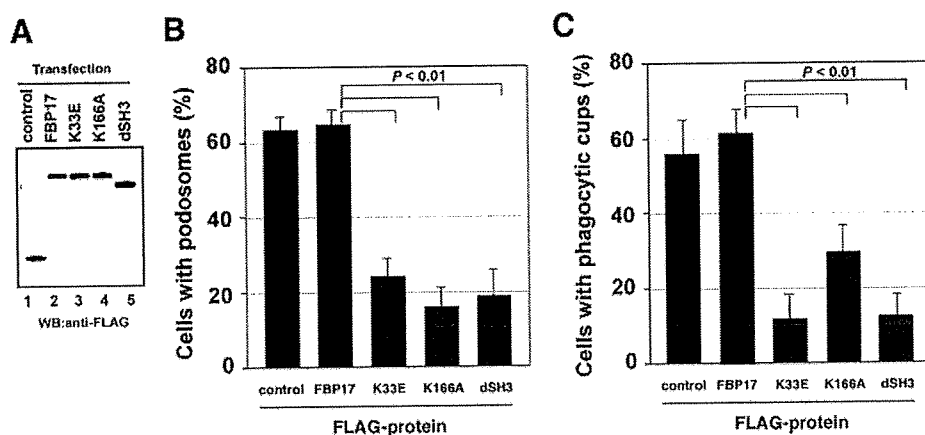 A
Transfection
control
FBP17
K33E
K166A
dSH3
1 2 3 4 5
WB:anti-FLAG
B
Cells with podosomes (%)
80
60
40
20
0
P < 0.01
control FBP17 K33E K166A dSH3
FLAG-protein
C
Cells with phagocytic cups (%)
80
60
40
20
0
P < 0.01
control FBP17 K33E K166A dSH3
FLAG-protein